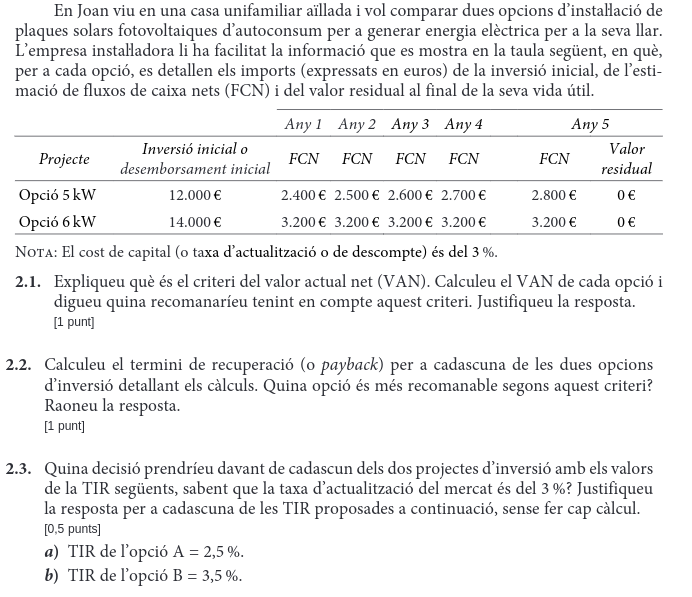 En Joan viu en una casa unifamiliar aïllada i vol comparar dues opcions d'instal·lació de
plaques solars fotovoltaiques d'autoconsum per a generar energia elèctrica per a la seva llar.
L'empresa instal·ladora li ha facilitat la informació que es mostra en la taula següent, en què,
per a cada opció, es detallen els imports (expressats en euros) de la inversió inicial, de l'esti-
mació de fluxos de caixa nets (FCN) i del valor residual al final de la seva vida útil.
Any 1 Any 2 Any 3 Any 4 Any 5
Projecte Inversió inicial o desemborsament inicial FCN FCN FCN FCN FCN Valor residual
Opció 5 kW 12.000 € 2.400 € 2.500 € 2.600 € 2.700 € 2.800 € 0 €
Opció 6 kW 14.000 € 3.200 € 3.200 € 3.200 € 3.200 € 3.200 € 0 €
NOTA: El cost de capital (o taxa d'actualització o de descompte) és del 3 %.
2.1. Expliqueu què és el criteri del valor actual net (VAN). Calculeu el VAN de cada opció i
digueu quina recomanaríeu tenint en compte aquest criteri. Justifiqueu la resposta.
[1 punt]
2.2. Calculeu el termini de recuperació (o payback) per a cadascuna de les dues opcions
d'inversió detallant els càlculs. Quina opció és més recomanable segons aquest criteri?
Raoneu la resposta.
[1 punt]
2.3. Quina decisió prendríeu davant de cadascun dels dos projectes d'inversió amb els valors
de la TIR següents, sabent que la taxa d'actualització del mercat és del 3 %? Justifiqueu
la resposta per a cadascuna de les TIR proposades a continuació, sense fer cap càlcul.
[0,5 punts]
a) TIR de l'opció A = 2,5 %.
b) TIR de l'opció B = 3,5 %.